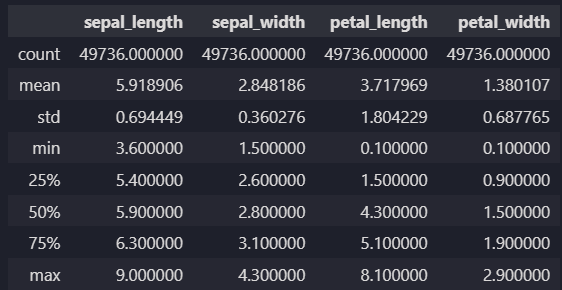 sepal_length sepal_width petal_length petal_width
count 49736.000000 49736.000000 49736.000000 49736.000000
mean 5.918906 2.848186 3.717969 1.380107
std 0.694449 0.360276 1.804229 0.687765
min 3.600000 1.500000 0.100000 0.100000
25% 5.400000 2.600000 1.500000 0.900000
50% 5.900000 2.800000 4.300000 1.500000
75% 6.300000 3.100000 5.100000 1.900000
max 9.000000 4.300000 8.100000 2.900000